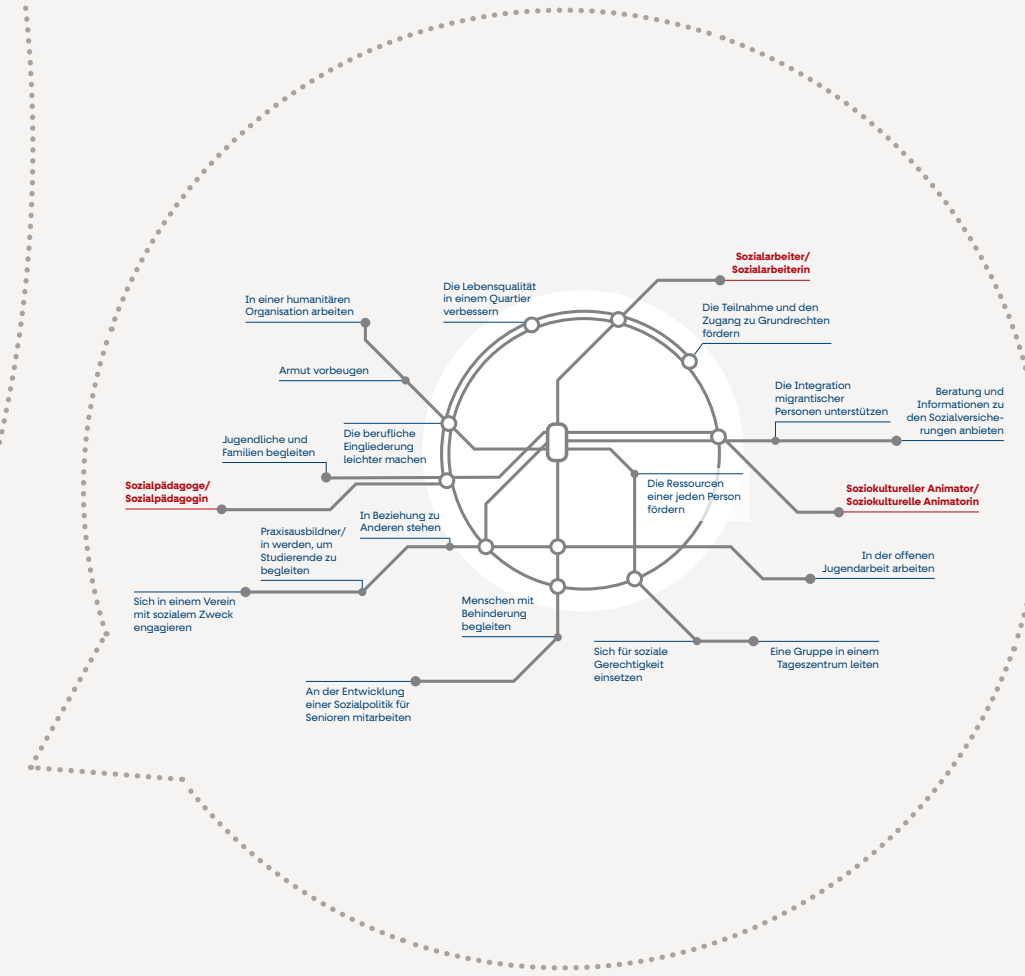 Sozialarbeiter/
Sozialarbeiterin
Die Lebensqualität
in einem Quartier
verbessern
In einer humanitären
Organisation arbeiten
Die Teilnahme und den
Zugang zu Grundrechten
fördern
Armut vorbeugen
Die Integration
migrantischer
Personen unterstützen
Beratung und
Informationen zu
den Sozialversiche-
rungen anbieten
Die berufliche
Eingliederung
leichter machen
Jugendliche und
Familien begleiten
Sozialpädagoge/
Sozialpädagogin
Die Ressourcen
einer jeden Person
fördern
Soziokultureller Animator/
Soziokulturelle Animatorin
In Beziehung zu
Anderen stehen
Praxisausbildner/
in werden, um
Studierende zu
begleiten
In der offenen
Jugendarbeit arbeiten
Sich in einem Verein
mit sozialem Zweck
engagieren
Menschen mit
Behinderung
begleiten
Sich für soziale
Gerechtigkeit
einsetzen
Eine Gruppe in einem
Tageszentrum leiten
An der Entwicklung
einer Sozialpolitik für
Senioren mitarbeiten